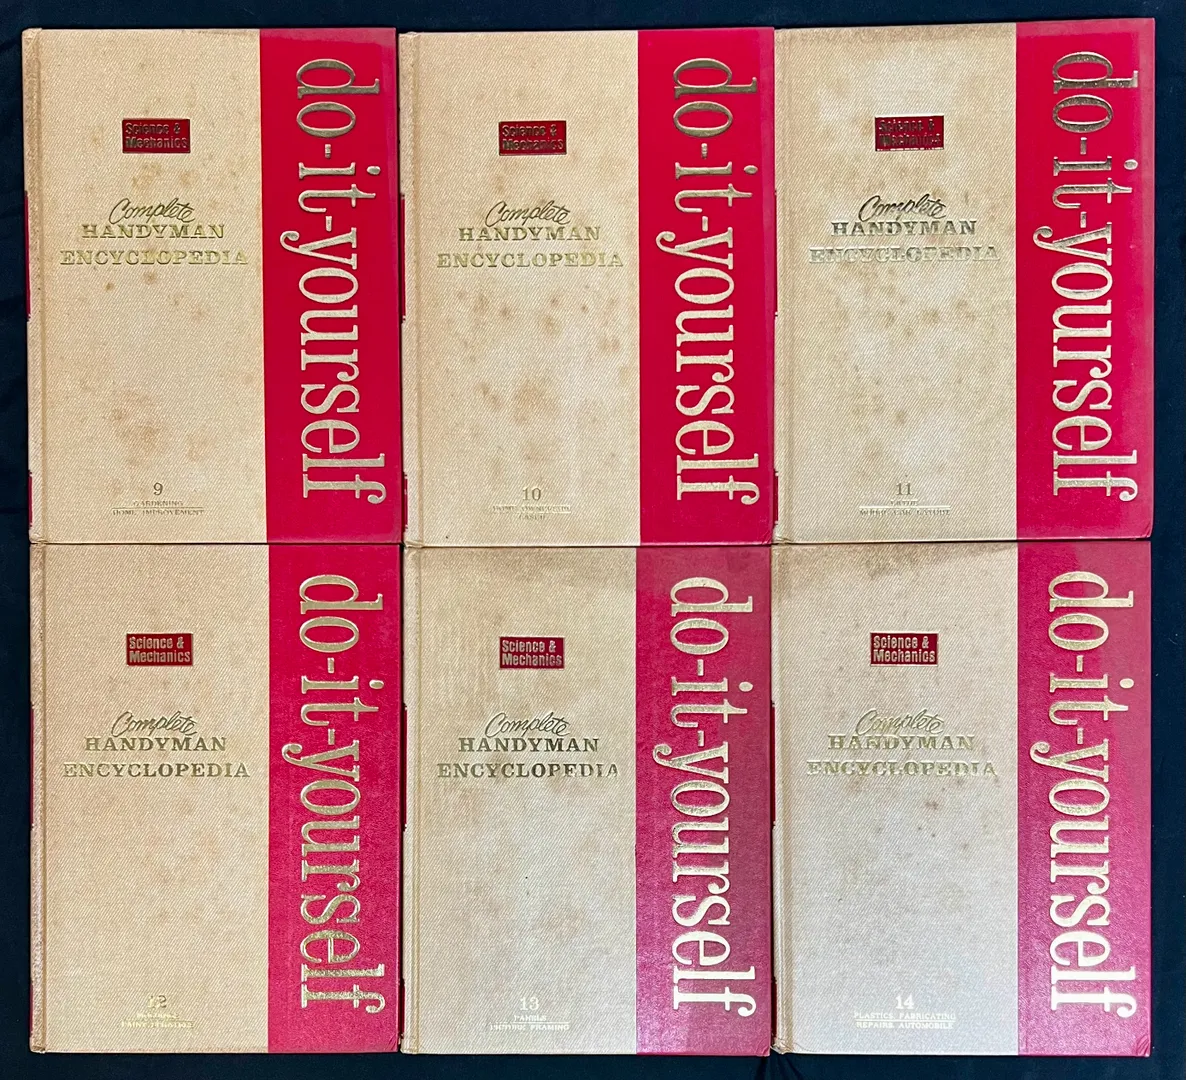 Science &
Mechanics
Complete
HANDYMAN
ENCYCLOPEDIA
9
GARDENING
HOME IMPROVEMENT
do-it-yourself
Science &
Mechanics
Complete
HANDYMAN
ENCYCLOPEDIA
10
do-it-yourself
Science &
Mechanics
Complete
HANDYMAN
ENCYCLOPEDIA
11
do-it-yourself
Science &
Mechanics
Complete
HANDYMAN
ENCYCLOPEDIA
12
do-it-yourself
Science &
Mechanics
Complete
HANDYMAN
ENCYCLOPEDIA
13
PANELS
PICTURE FRAMING
do-it-yourself
Science &
Mechanics
Complete
HANDYMAN
ENCYCLOPEDIA
14
PLASTICS FABRICATING
REPAIRS AUTOMOBILE
do-it-yourself